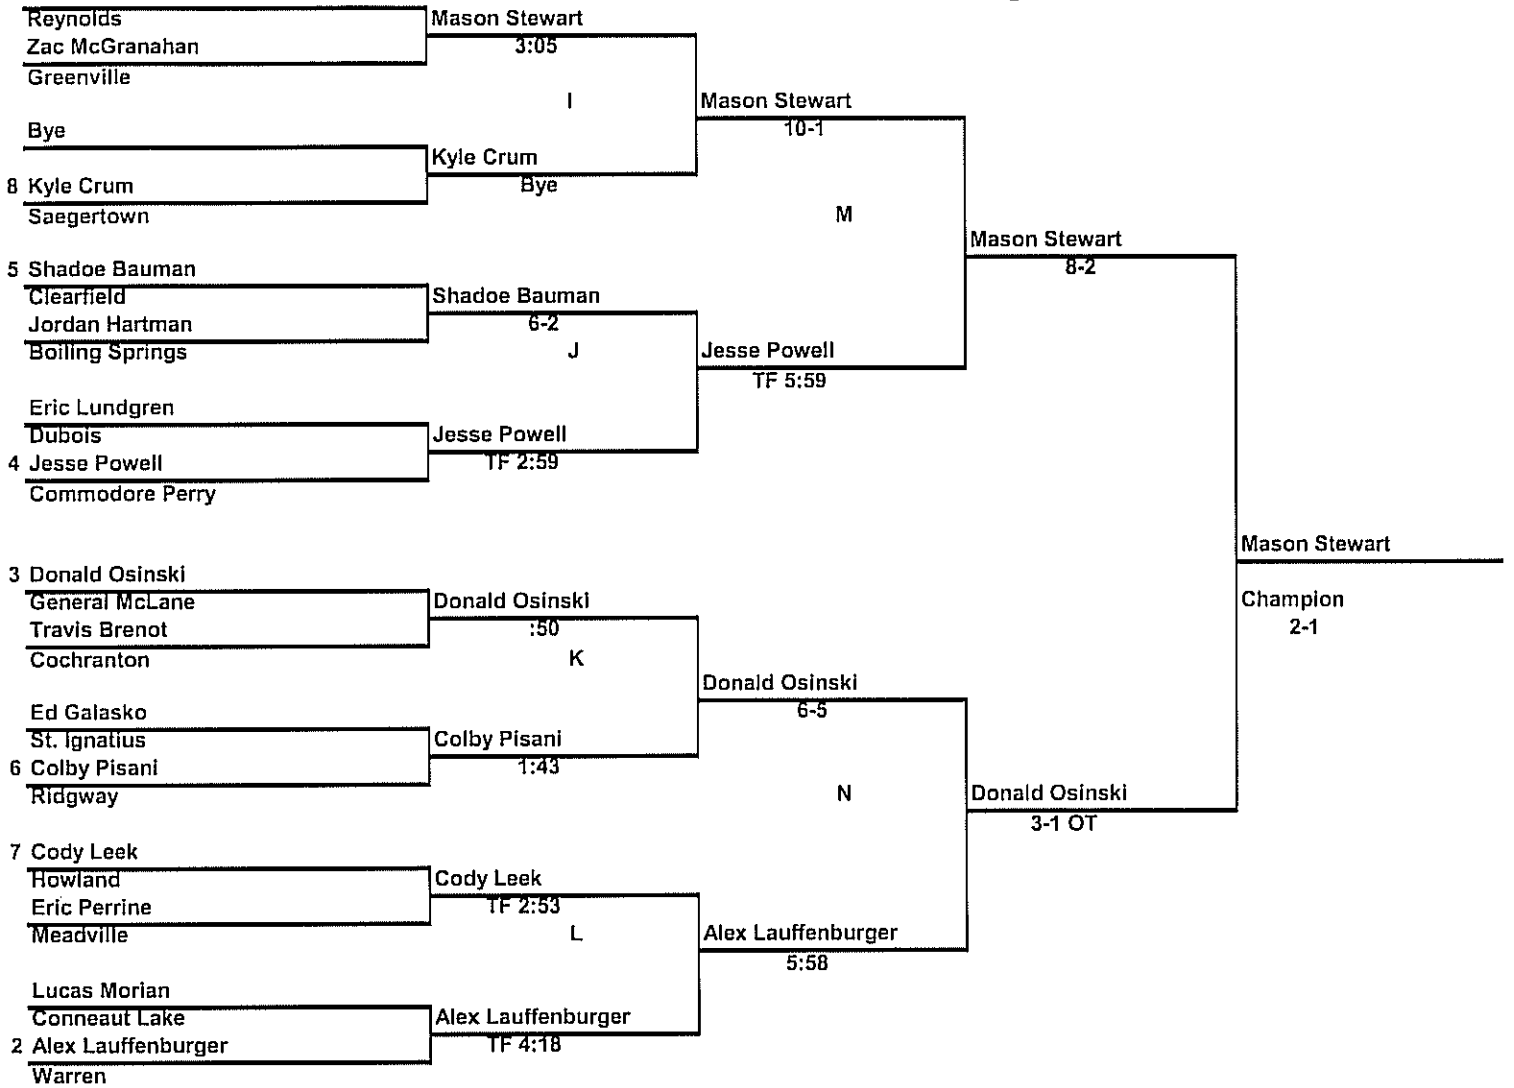 Reynolds
Zac McGranahan
Greenville
Bye
8 Kyle Crum
Saegertown
5 Shadoe Bauman
Clearfield
Jordan Hartman
Boiling Springs
Eric Lundgren
Dubois
4 Jesse Powell
Commodore Perry
3 Donald Osinski
General McLane
Travis Brenot
Cochranton
Ed Galasko
St. Ignatius
6 Colby Pisani
Ridgway
7 Cody Leek
Howland
Eric Perrine
Meadville
Lucas Morian
Conneaut Lake
2 Alex Lauffenburger
Warren
Mason Stewart
3:05
I
Kyle Crum
Bye
Shadoe Bauman
6-2
J
Jesse Powell
TF 2:59
Donald Osinski
:50
K
Colby Pisani
1:43
Cody Leek
TF 2:53
L
Alex Lauffenburger
TF 4:18
Mason Stewart
10-1
M
Jesse Powell
TF 5:59
Donald Osinski
6-5
N
Alex Lauffenburger
5:58
Mason Stewart
8-2
Donald Osinski
3-1 OT
Mason Stewart
Champion
2-1